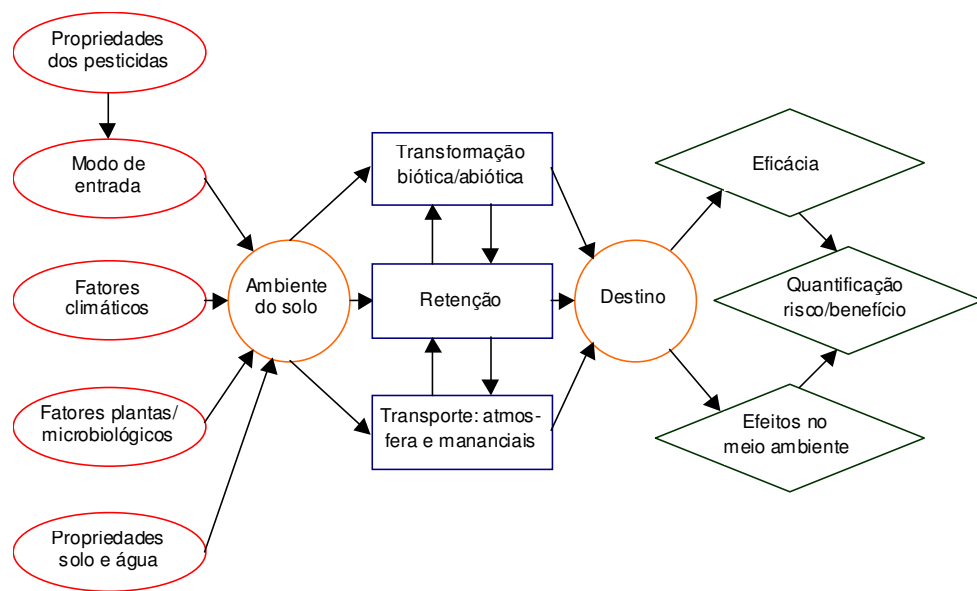 Propriedades
dos pesticidas
Modo de
entrada
Fatores
climáticos
Fatores plantas/
microbiológicos
Propriedades
solo e água
Ambiente
do solo
Transformação
biótica/abiótica
Retenção
Transporte: atmos-
fera e mananciais
Destino
Eficácia
Quantificação
risco/benefício
Efeitos no
meio ambiente